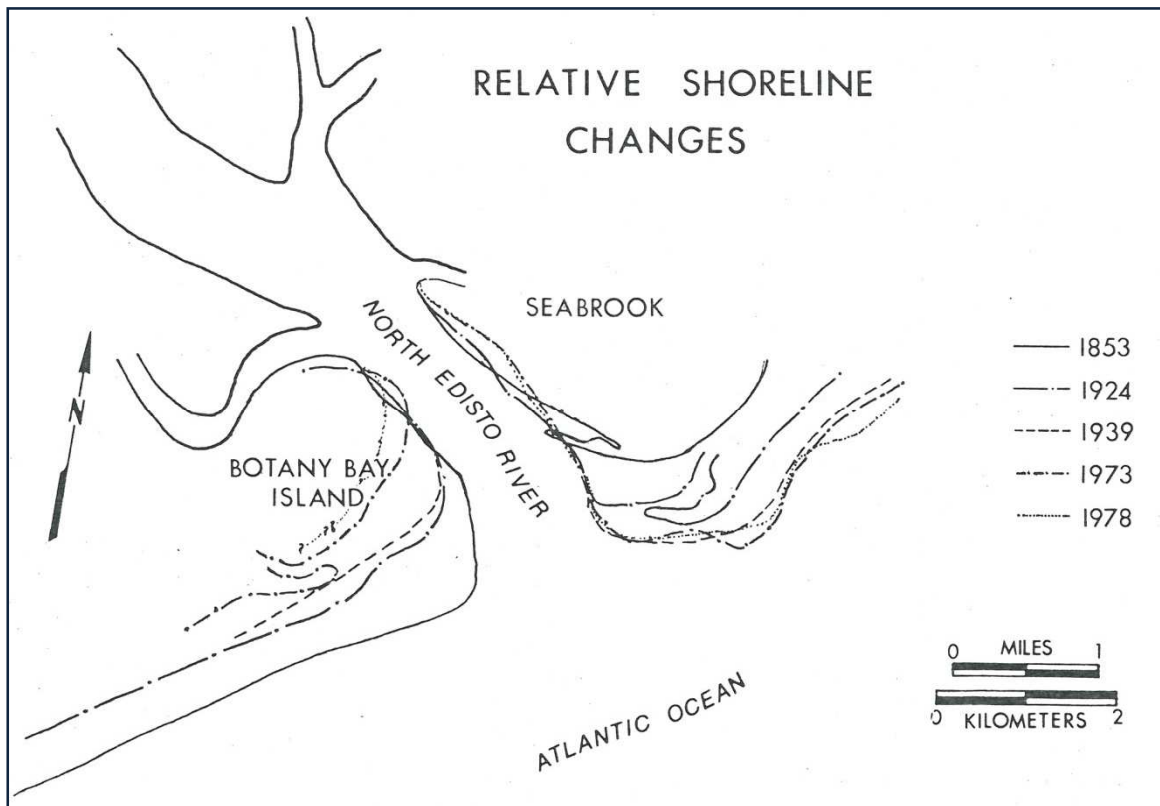 RELATIVE SHORELINE
CHANGES
SEABROOK
NORTH EDISTO RIVER
BOTANY BAY
ISLAND
N
1853
1924
1939
1973
1978
? ?
?
0 MILES 1
0 KILOMETERS 2
ATLANTIC OCEAN